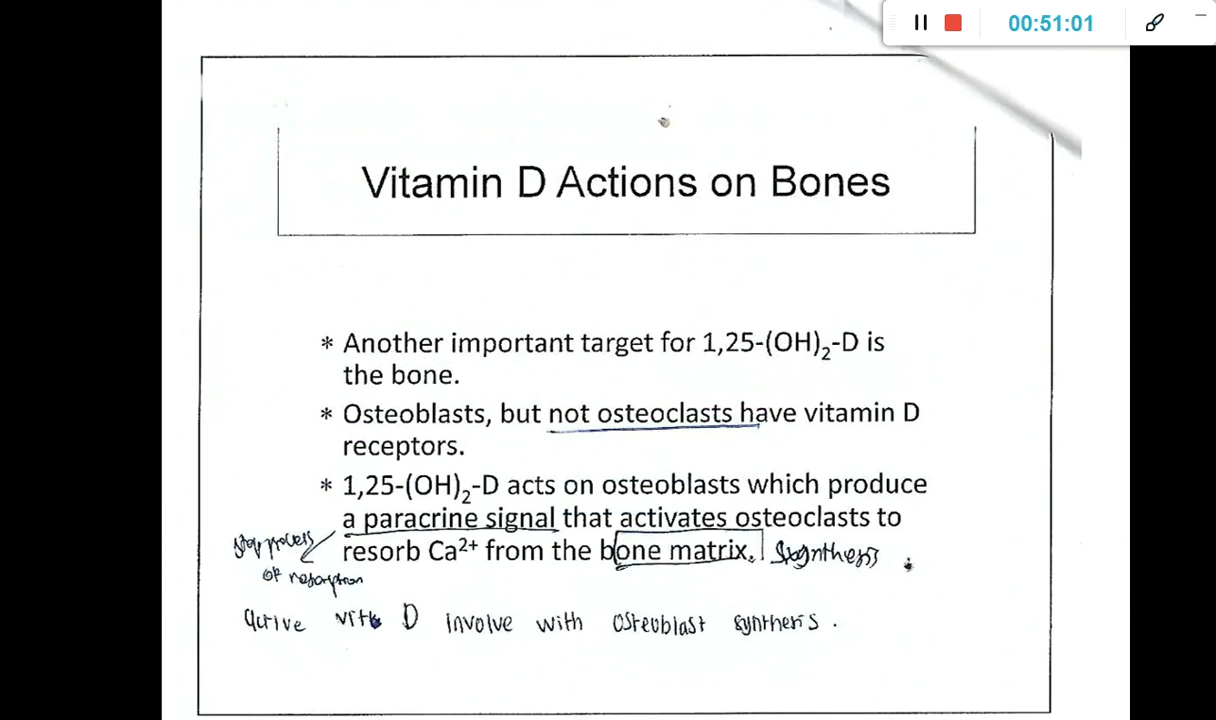 00:51:01
Vitamin D Actions on Bones
* Another important target for 1,25-(OH)₂-D is
the bone.
* Osteoblasts, but not osteoclasts have vitamin D
receptors.
* 1,25-(OH)₂-D acts on osteoblasts which produce
a paracrine signal that activates osteoclasts to
resorb Ca²⁺ from the bone matrix. synthesis
process
of resorption
active vit D involve with osteoblast synthesis.